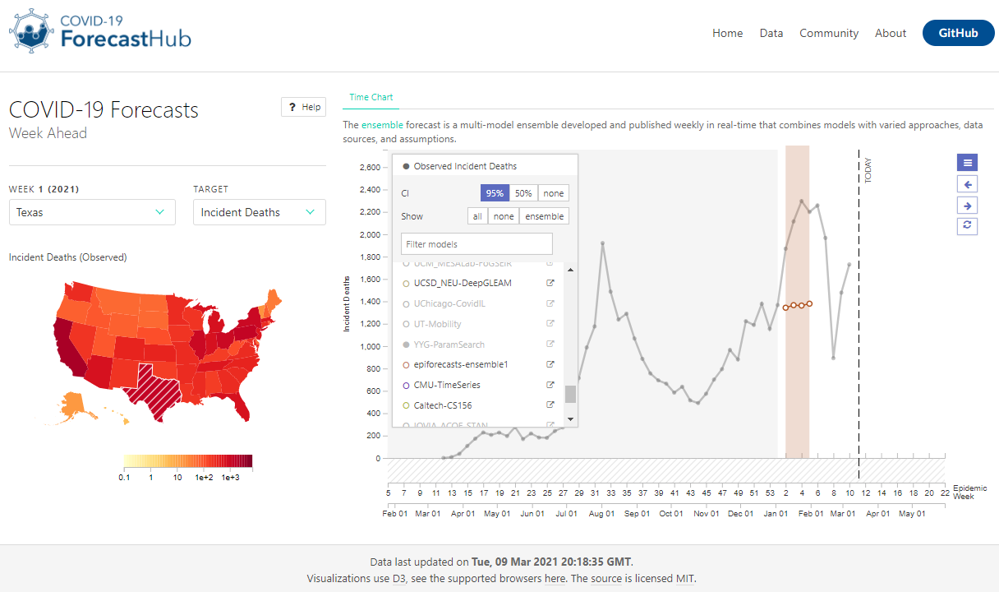 COVID-19
ForecastHub
Home Data Community About GitHub
COVID-19 Forecasts
? Help
Week Ahead
WEEK 1 (2021) TARGET
Texas Incident Deaths
Incident Deaths (Observed)
0.1 1 10 1e+2 1e+3
Time Chart
The ensemble forecast is a multi-model ensemble developed and published weekly in real-time that combines models with varied approaches, data
sources, and assumptions.
Incident Deaths
2,600
2,400
2,200
2,000
1,800
1,600
1,400
1,200
1,000
800
600
400
200
0
Observed Incident Deaths
CI 95% 50% none
Show all none ensemble
Filter models
UCM_MESALab-FoGSEIR
UCSD_NEU-DeepGLEAM
UChicago-CovidIL
UT-Mobility
YYG-ParamSearch
epiforecasts-ensemble1
CMU-TimeSeries
Caltech-CS156
IQVIA_ACOE-STAN
TODAY
5 7 9 11 13 15 17 19 21 23 25 27 29 31 33 35 37 39 41 43 45 47 49 51 53 2 4 6 8 10 12 14 16 18 20 22
Epidemic
Week
Feb 01 Mar 01 Apr 01 May 01 Jun 01 Jul 01 Aug 01 Sep 01 Oct 01 Nov 01 Dec 01 Jan 01 Feb 01 Mar 01 Apr 01 May 01
Data last updated on Tue, 09 Mar 2021 20:18:35 GMT.
Visualizations use D3, see the supported browsers here. The source is licensed MIT.